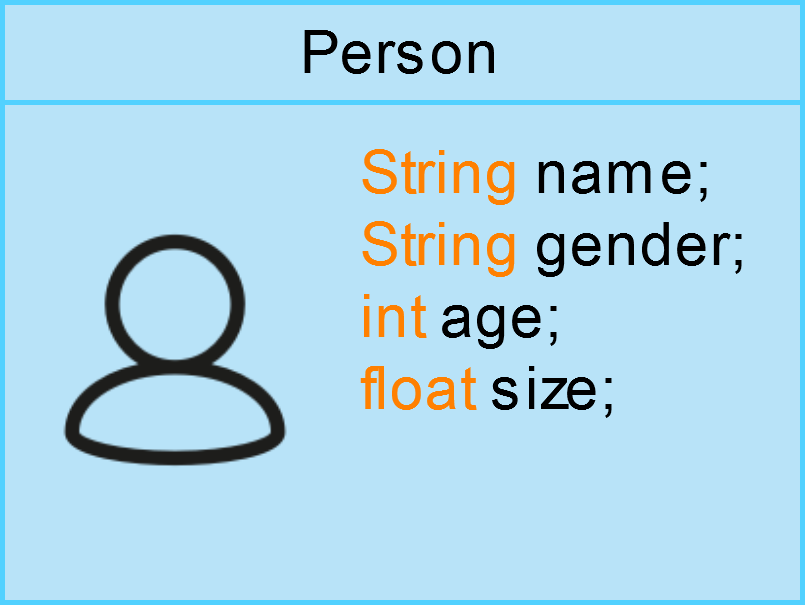 Person
String name;
String gender;
int age;
float size;